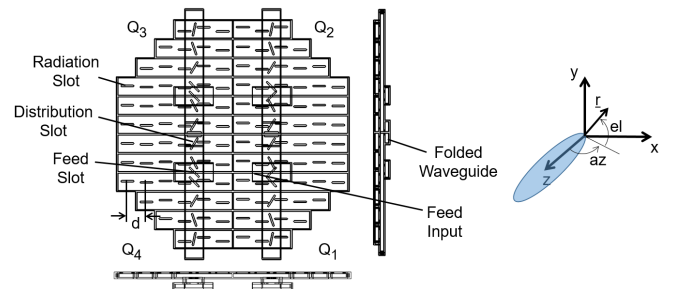 Q3
Q2
Radiation
Slot
Distribution
Slot
Feed
Slot
d
Q4
Q1
Folded
Waveguide
Feed
Input
y
r
el
x
az
z